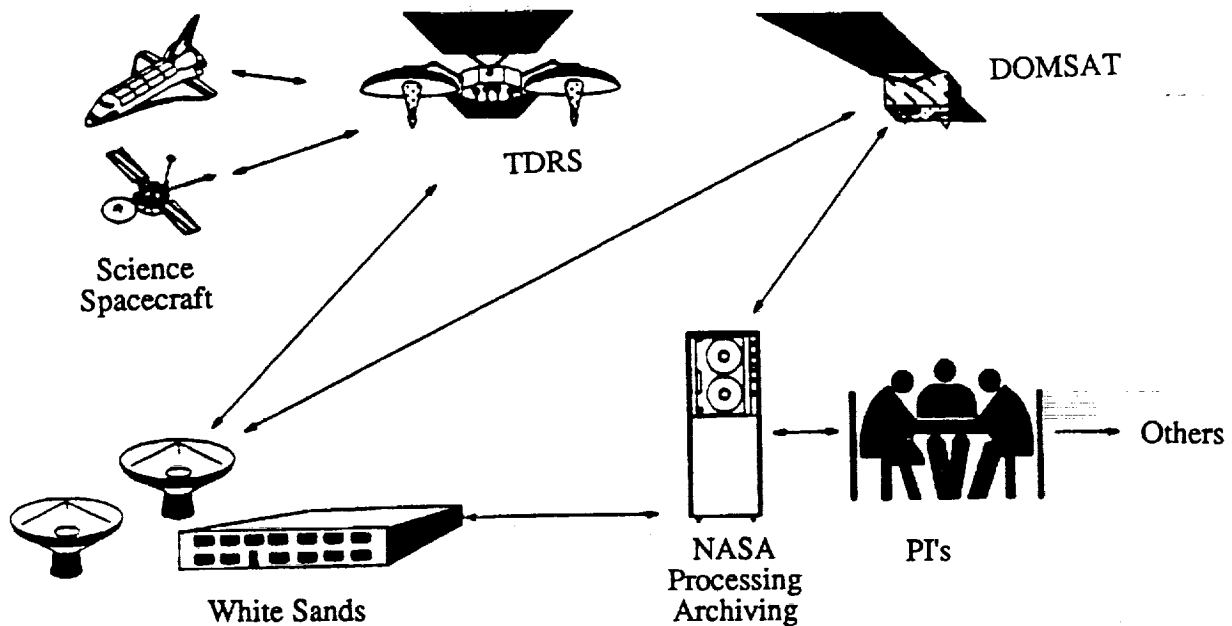 DOMSAT
TDRS
Science
Spacecraft
Others
NASA
Processing
Archiving
PI's
White Sands